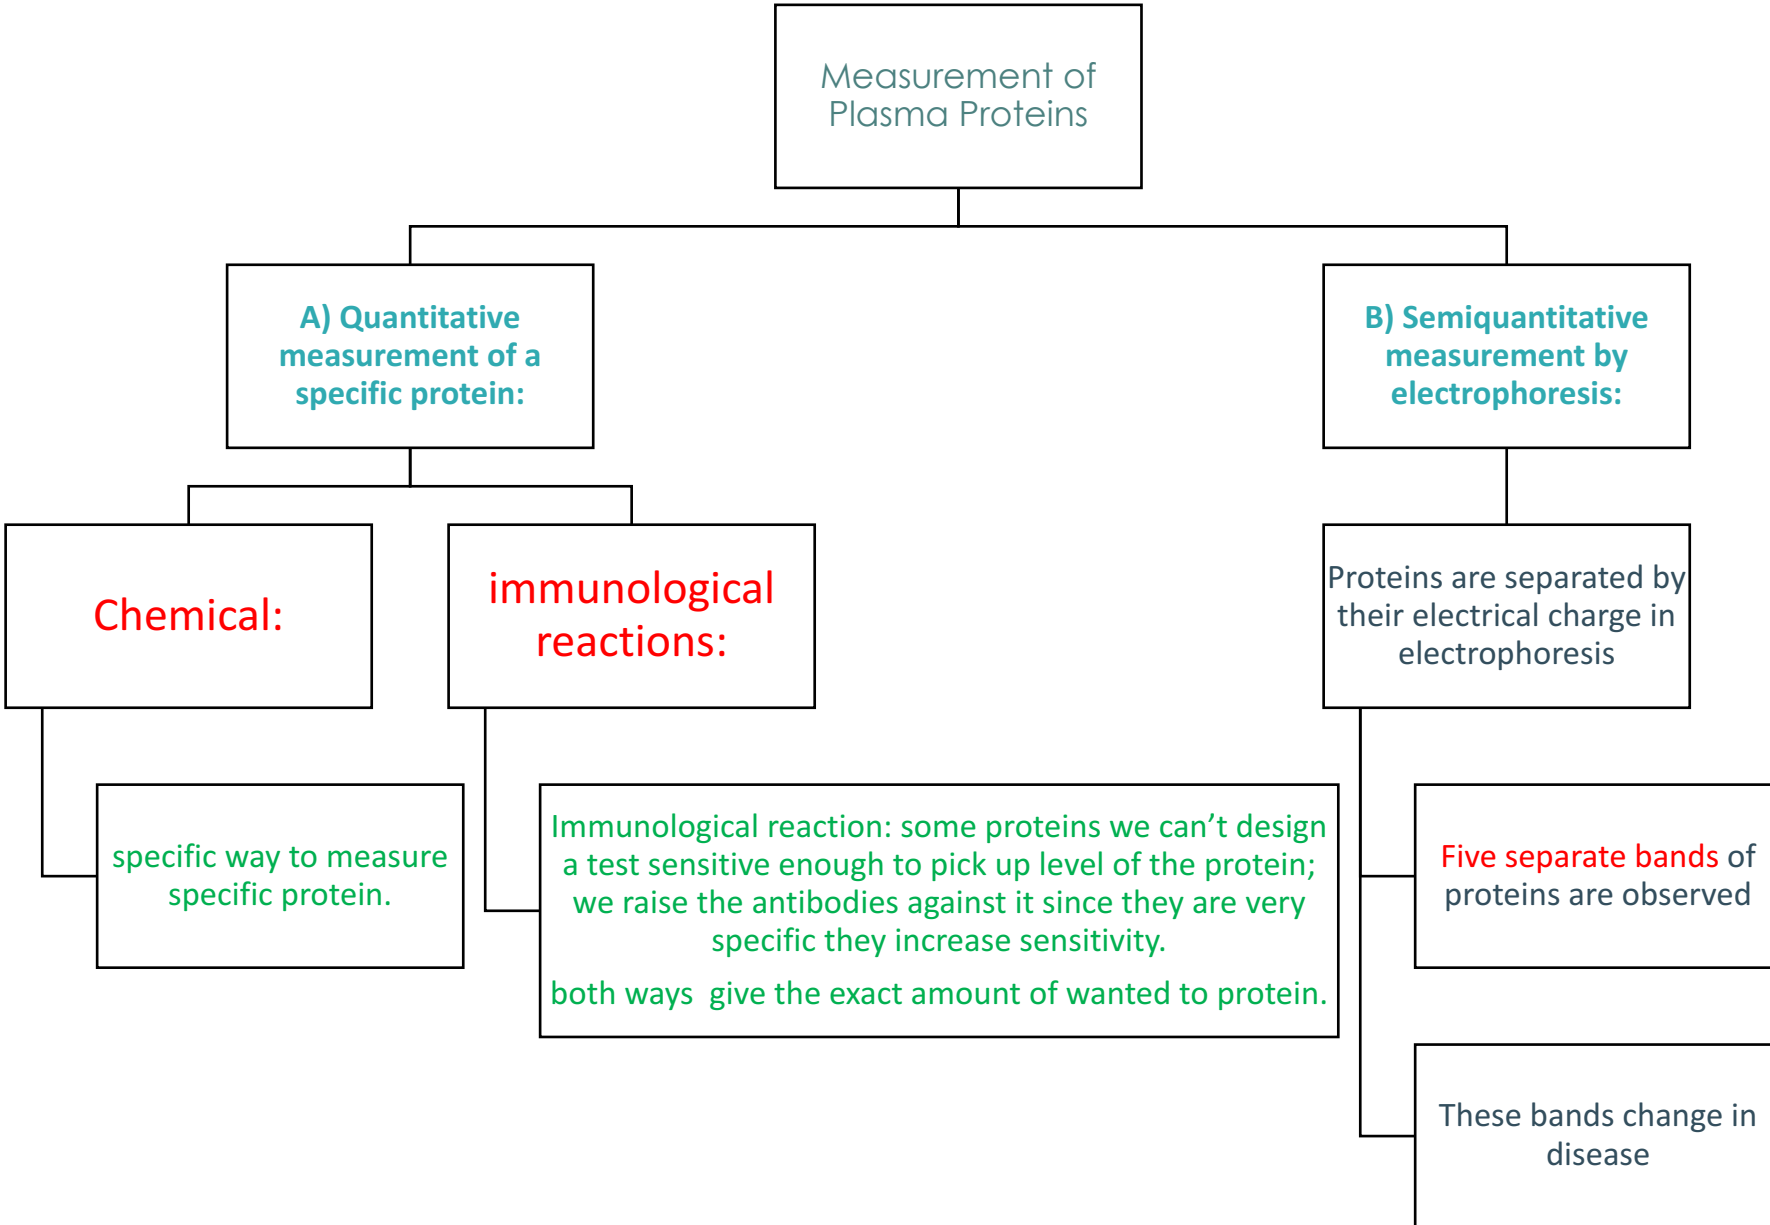 Measurement of
Plasma Proteins
A) Quantitative
measurement of a
specific protein:
B) Semiquantitative
measurement by
electrophoresis:
Chemical:
immunological
reactions:
Proteins are separated by
their electrical charge in
electrophoresis
specific way to measure
specific protein.
Immunological reaction: some proteins we can’t design
a test sensitive enough to pick up level of the protein;
we raise the antibodies against it since they are very
specific they increase sensitivity.
both ways  give the exact amount of wanted to protein.
Five separate bands of
proteins are observed
These bands change in
disease